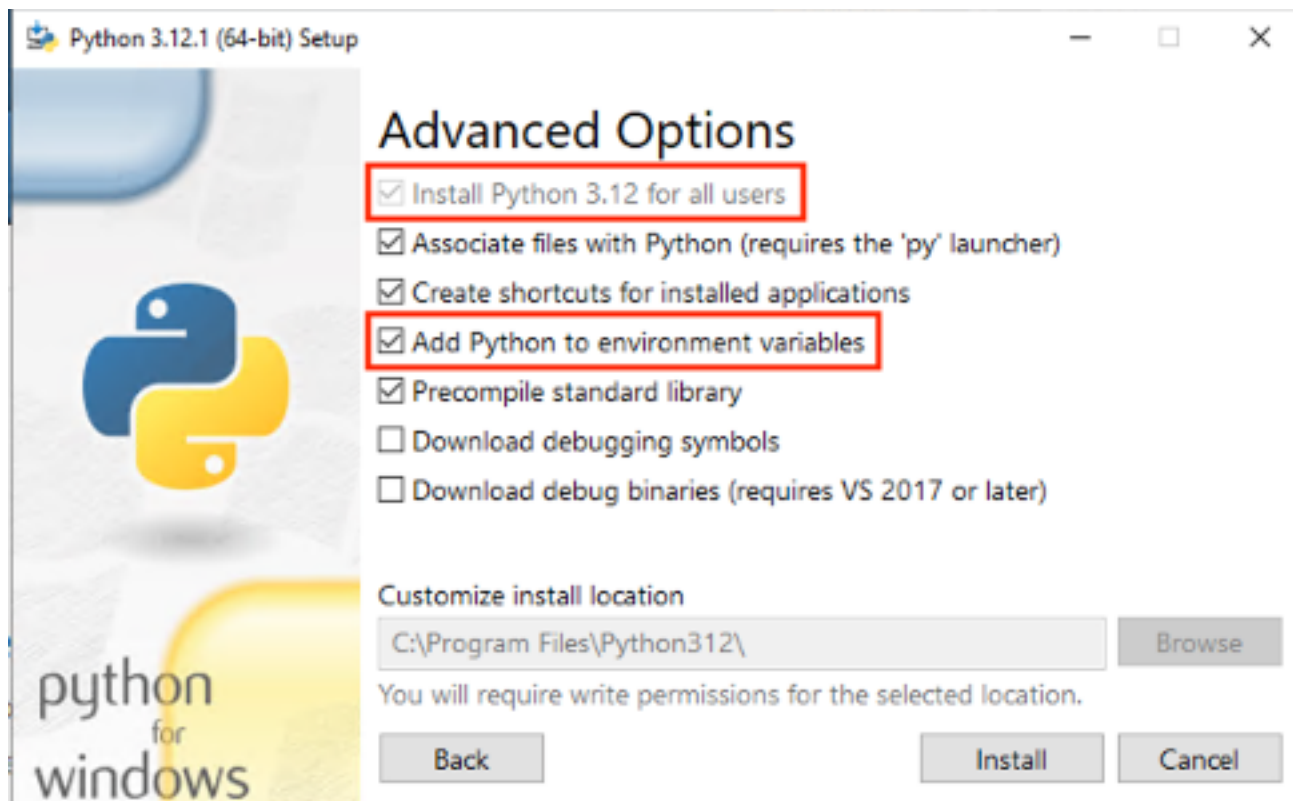 Python 3.12.1 (64-bit) Setup
Advanced Options
Install Python 3.12 for all users
Associate files with Python (requires the 'py' launcher)
Create shortcuts for installed applications
Add Python to environment variables
Precompile standard library
Download debugging symbols
Download debug binaries (requires VS 2017 or later)
Customize install location
C:\Program Files\Python312\
Browse
You will require write permissions for the selected location.
python
for
windows
Back
Install
Cancel